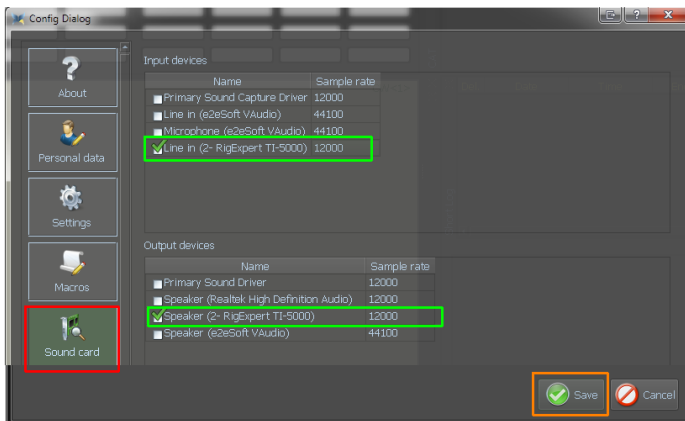 Config Dialog
?
About
Personal data
Settings
Macros
Sound card
Input devices
Name Sample rate
Primary Sound Capture Driver 12000
Line in (e2eSoft VAudio) 44100
Microphone (e2eSoft VAudio) 44100
Line in (2- RigExpert TI-5000) 12000
Output devices
Name Sample rate
Primary Sound Driver 12000
Speaker (Realtek High Definition Audio) 12000
Speaker (2- RigExpert TI-5000) 12000
Speaker (e2eSoft VAudio) 44100
Save Cancel